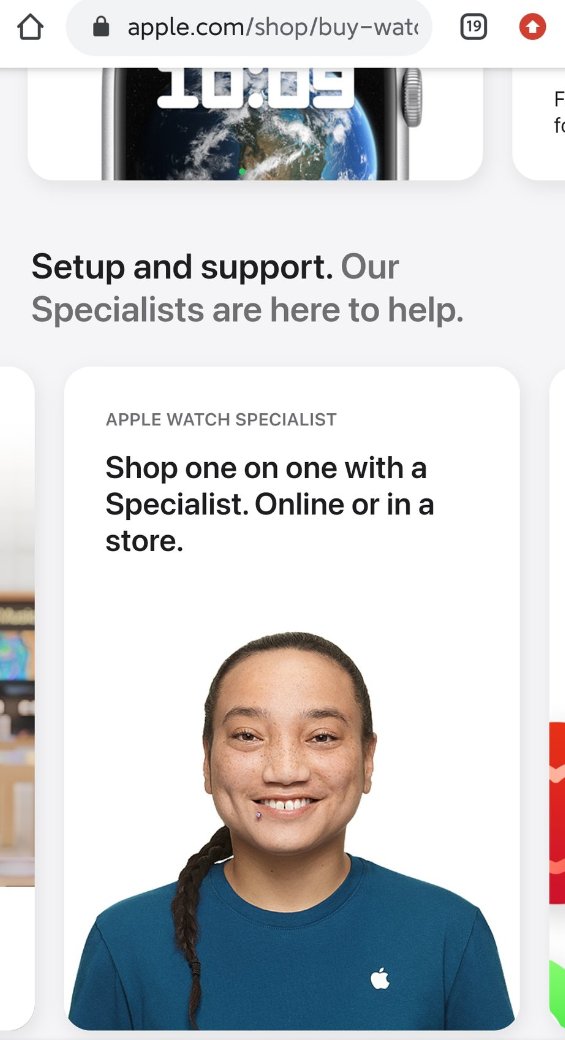 apple.com/shop/buy-watc
19
10:09
F
fo
Setup and support. Our
Specialists are here to help.
APPLE WATCH SPECIALIST
Shop one on one with a
Specialist. Online or in a
store.